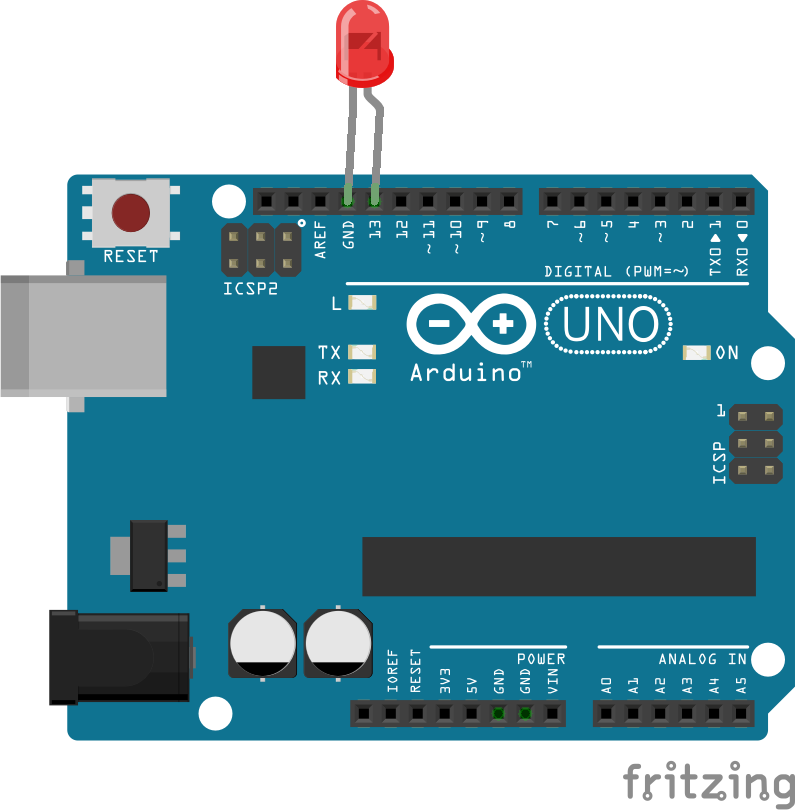 RESET
AREF
GND
13
12
~11
~10
~9
8
7
~6
~5
4
~3
2
TX0▶1
RX0◀0
ICSP2
DIGITAL (PWM=~)
L
TX
RX
UNO
ON
Arduino™
1
ICSP
POWER
ANALOG IN
IOREF
RESET
3V3
5V
GND
GND
VIN
A0
A1
A2
A3
A4
A5
fritzing